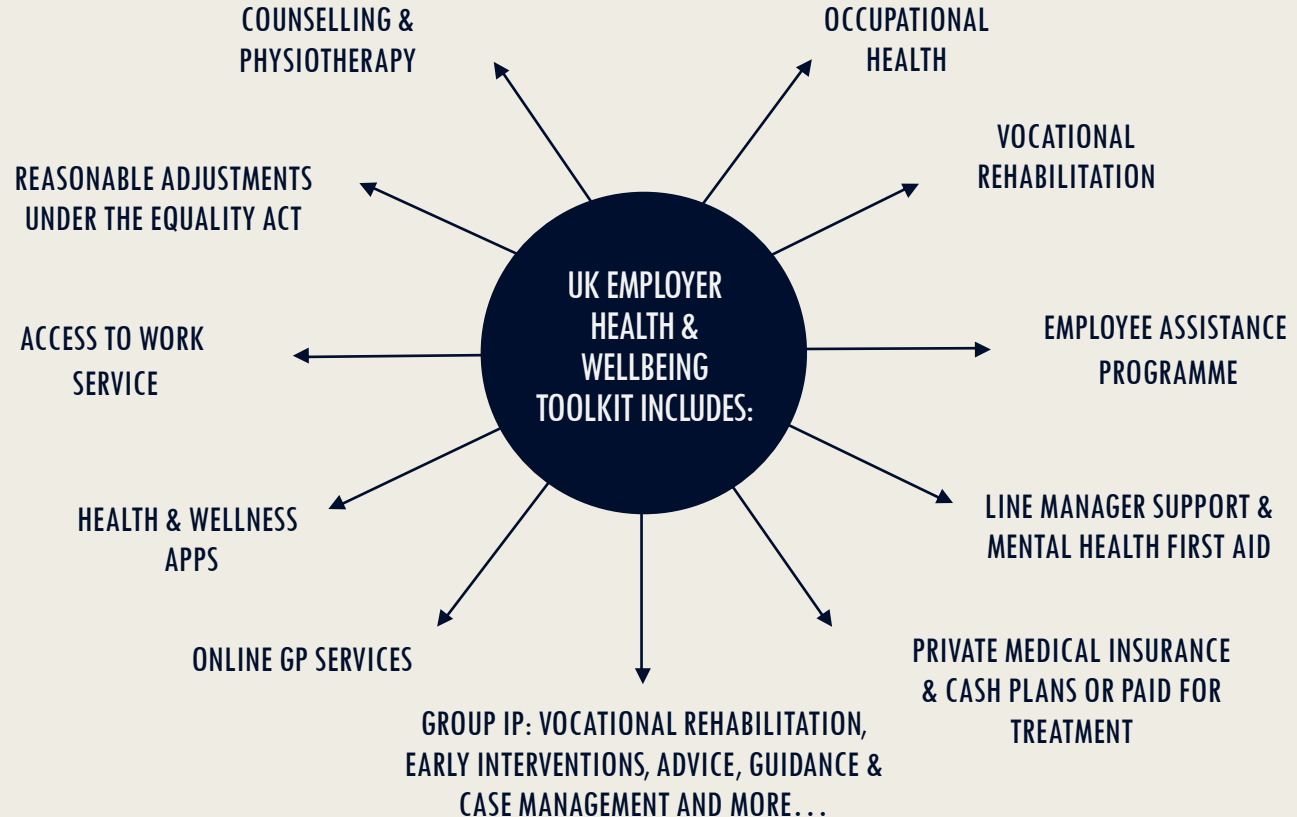 COUNSELLING &
PHYSIOTHERAPY
OCCUPATIONAL
HEALTH
VOCATIONAL
REHABILITATION
REASONABLE ADJUSTMENTS
UNDER THE EQUALITY ACT
UK EMPLOYER
HEALTH &
WELLBEING
TOOLKIT INCLUDES:
ACCESS TO WORK
SERVICE
EMPLOYEE ASSISTANCE
PROGRAMME
HEALTH & WELLNESS
APPS
LINE MANAGER SUPPORT &
MENTAL HEALTH FIRST AID
ONLINE GP SERVICES
PRIVATE MEDICAL INSURANCE
& CASH PLANS OR PAID FOR
TREATMENT
GROUP IP: VOCATIONAL REHABILITATION,
EARLY INTERVENTIONS, ADVICE, GUIDANCE &
CASE MANAGEMENT AND MORE...